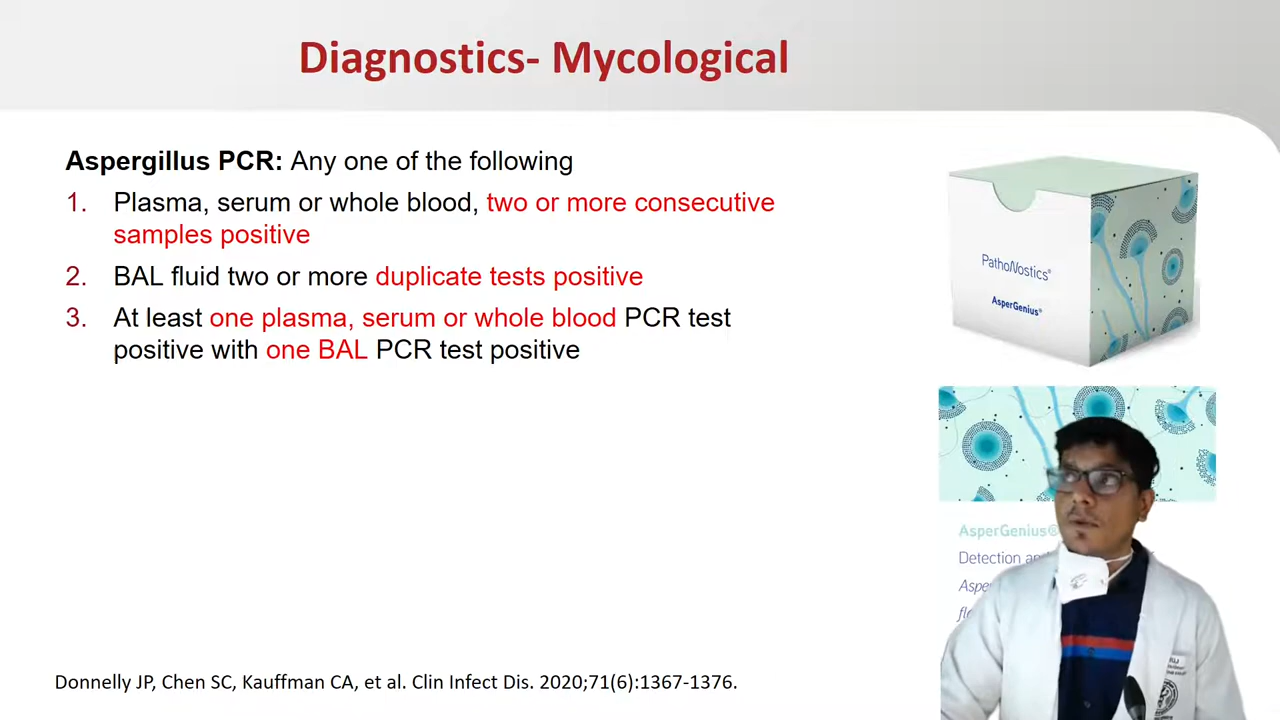 Diagnostics- Mycological
Aspergillus PCR: Any one of the following
1. Plasma, serum or whole blood, two or more consecutive
samples positive
2. BAL fluid two or more duplicate tests positive
3. At least one plasma, serum or whole blood PCR test
positive with one BAL PCR test positive
PathoNostics®
AsperGenius®
AsperGenius®
Detection
Donnelly JP, Chen SC, Kauffman CA, et al. Clin Infect Dis. 2020;71(6):1367-1376.